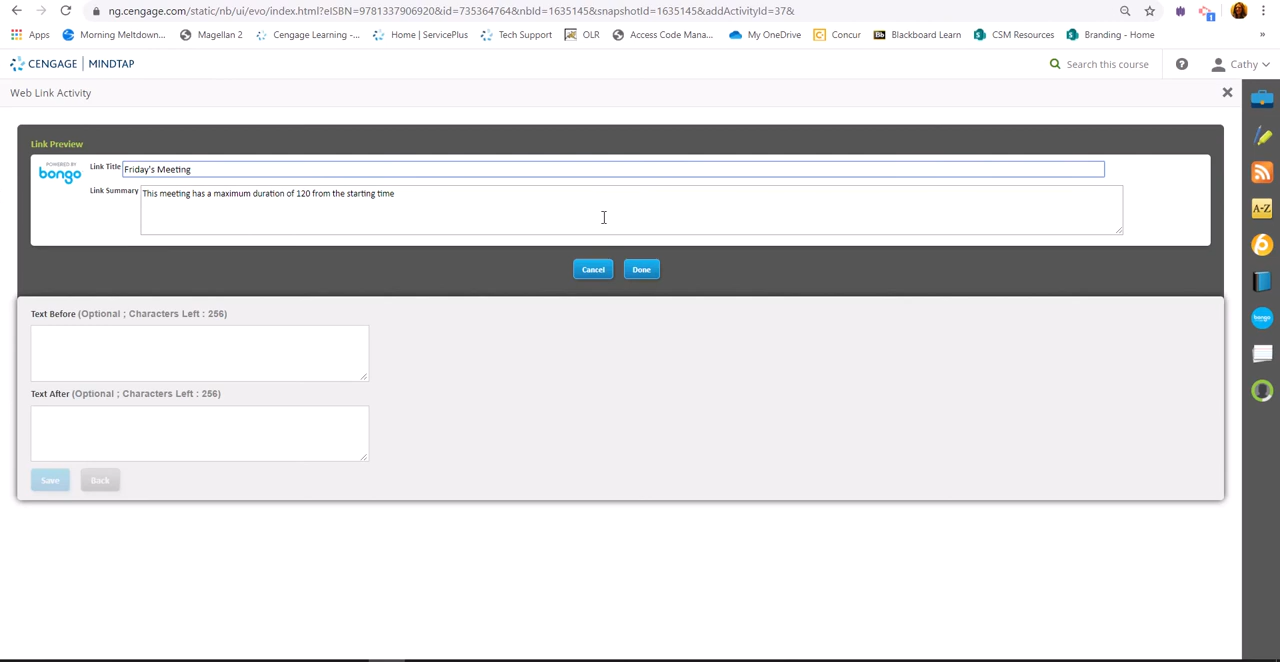 ng.cengage.com/static/nb/ui/evo/index.html?eISBN=9781337906920&id=735364764&nbId=1635145&snapshotId=1635145&addActivityId=37&
Apps Morning Meltdown... Magellan 2 Cengage Learning -... Home | ServicePlus Tech Support OLR Access Code Mana... My OneDrive Concur Bb Blackboard Learn CSM Resources Branding - Home »
CENGAGE | MINDTAP Search this course Cathy
Web Link Activity
Link Preview
POWERED BY
bongo
Link Title Friday's Meeting
Link Summary This meeting has a maximum duration of 120 from the starting time
Cancel Done
Text Before (Optional ; Characters Left : 256)
Text After (Optional ; Characters Left : 256)
Save Back
A-Z
bongo